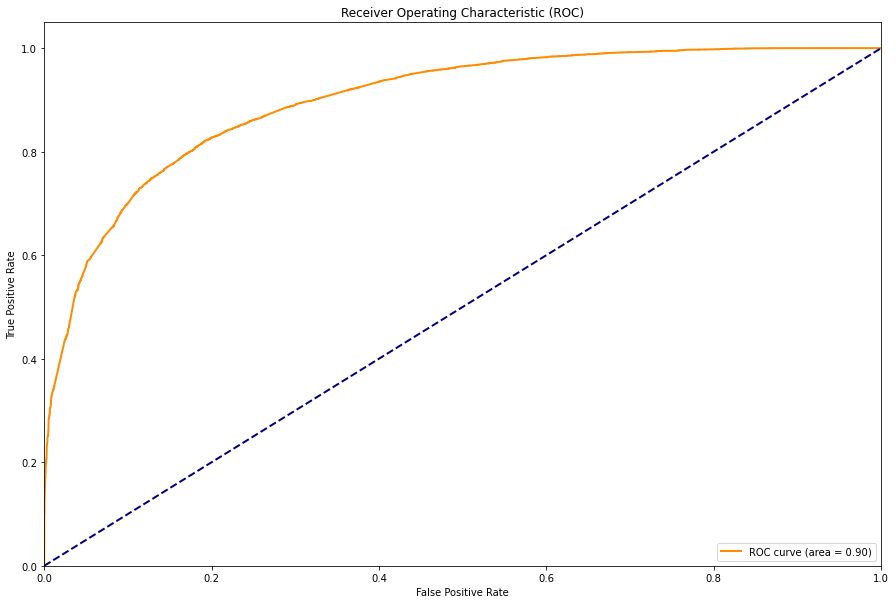 Receiver Operating Characteristic (ROC)
1.0
0.8
0.6
0.4
0.2
0.0
True Positive Rate
ROC curve (area = 0.90)
0.0 0.2 0.4 0.6 0.8 1.0
False Positive Rate